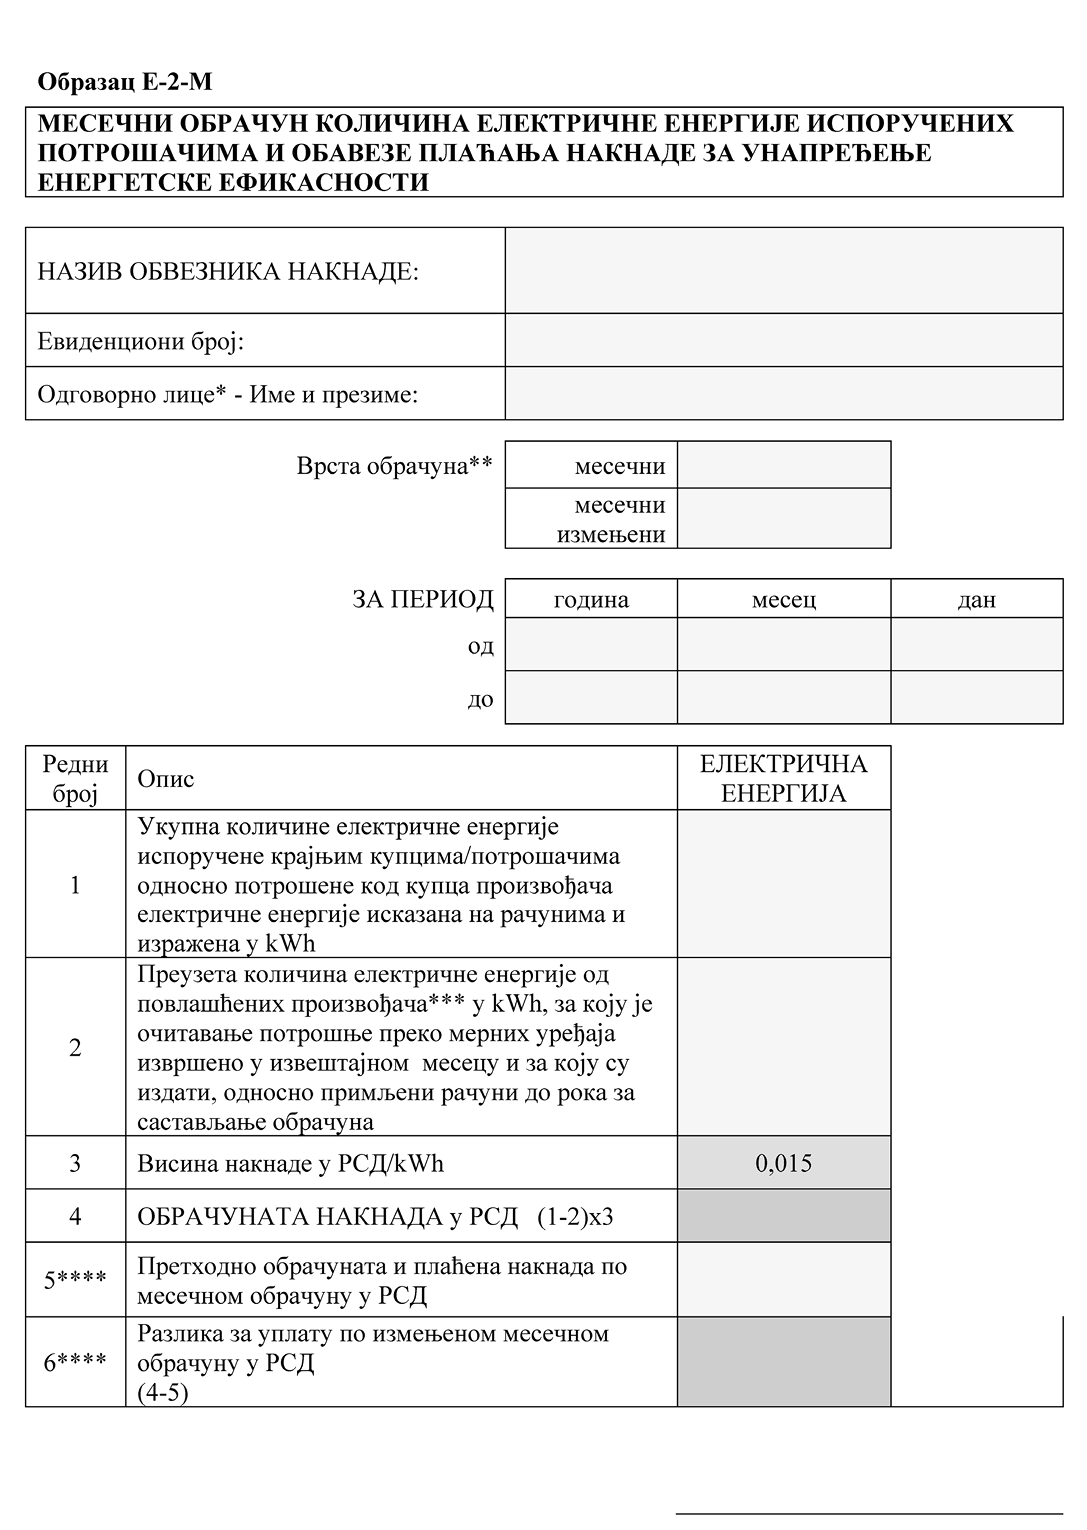 Образац Е-2-М
МЕСЕЧНИ ОБРАЧУН КОЛИЧИНА ЕЛЕКТРИЧНЕ ЕНЕРГИЈЕ ИСПОРУЧЕНИХ
ПОТРОШАЧИМА И ОБАВЕЗЕ ПЛАЋАЊА НАКНАДЕ ЗА УНАПРЕЂЕЊЕ
ЕНЕРГЕТСКЕ ЕФИКАСНОСТИ
НАЗИВ ОБВЕЗНИКА НАКНАДЕ:
Евиденциони број:
Одговорно лице* - Име и презиме:
Врста обрачуна** месечни
месечни
измењени
ЗА ПЕРИОД година месец дан
од
до
Редни
број
Опис
ЕЛЕКТРИЧНА
ЕНЕРГИЈА
1
Укупна количине електричне енергије
испоручене крајњим купцима/потрошачима
односно потрошене код купца произвођача
електричне енергије исказана на рачунима и
изражена у kWh
2
Преузета количина електричне енергије од
повлашћених произвођача*** у kWh, за коју је
очитавање потрошње преко мерних уређаја
извршено у извештајном месецу и за коју су
издати, односно примљени рачуни до рока за
састављање обрачуна
3 Висина накнаде у РСД/kWh 0,015
4 ОБРАЧУНАТА НАКНАДА у РСД (1-2)x3
5****
Претходно обрачуната и плаћена накнада по
месечном обрачуну у РСД
6****
Разлика за уплату по измењеном месечном
обрачуну у РСД
(4-5)